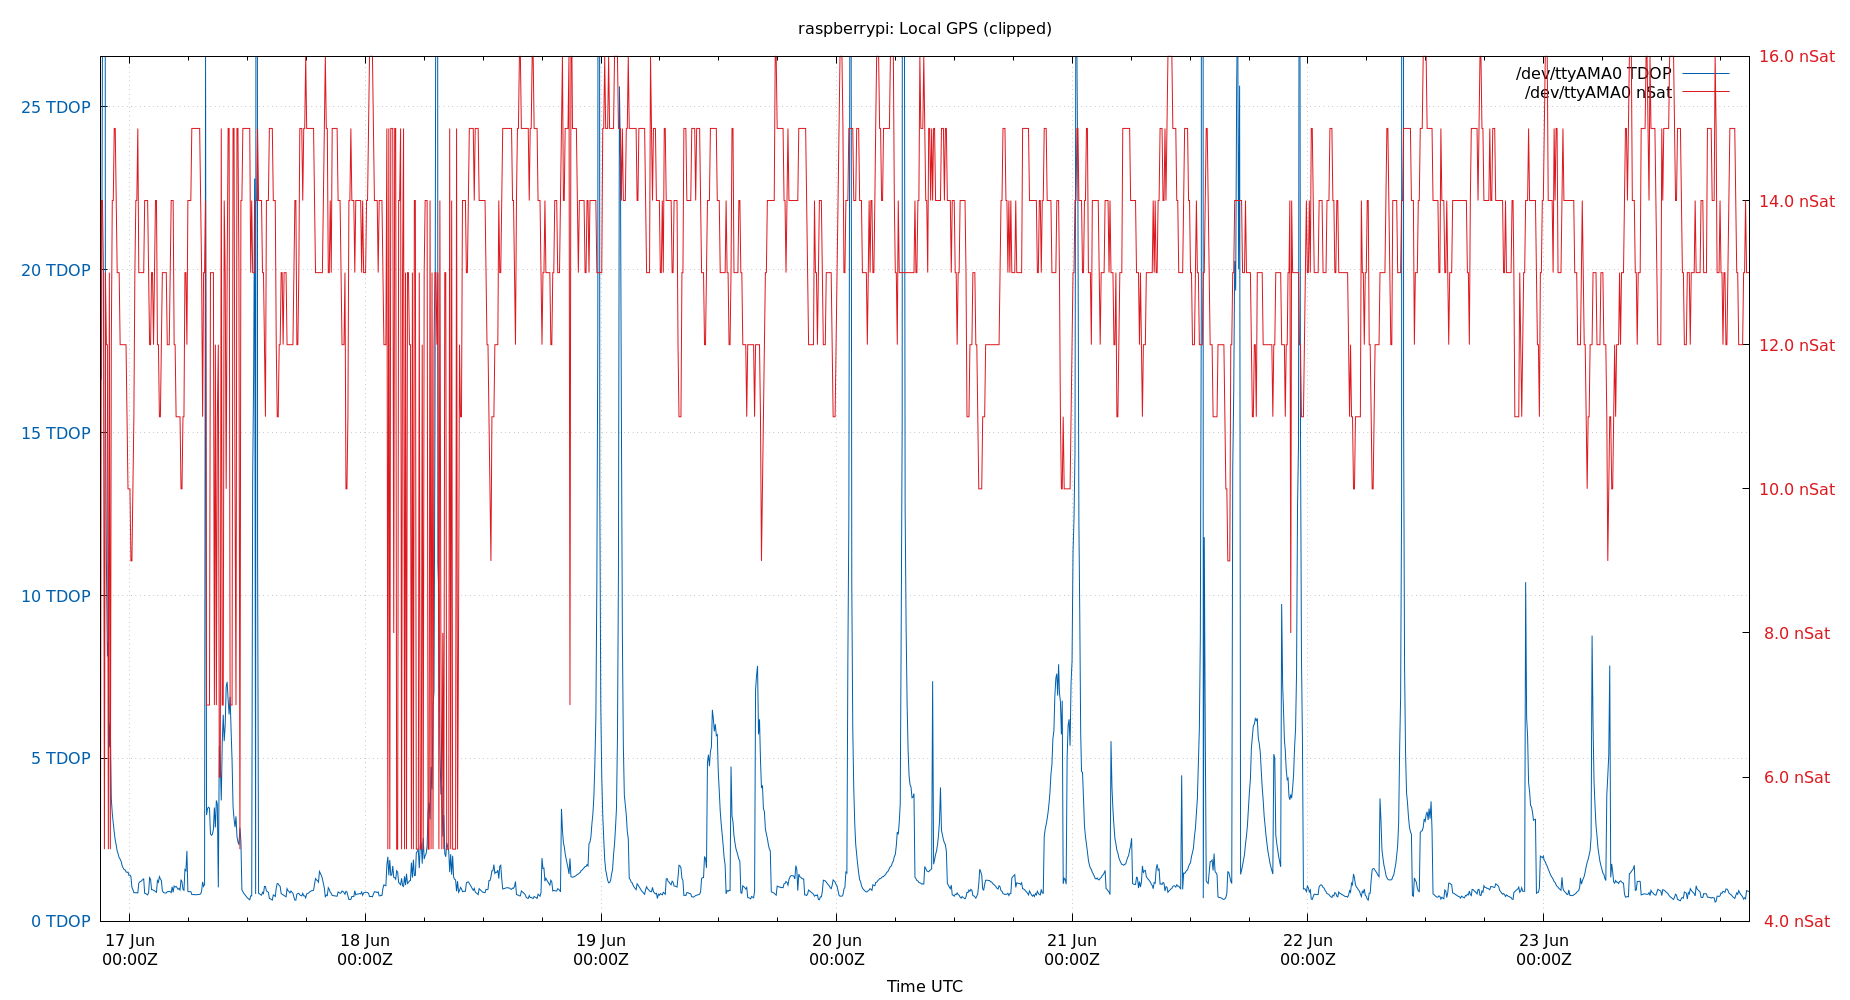 raspberrypi: Local GPS (clipped)
/dev/ttyAMA0 TDOP
/dev/ttyAMA0 nSat
25 TDOP
20 TDOP
15 TDOP
10 TDOP
5 TDOP
0 TDOP
16.0 nSat
14.0 nSat
12.0 nSat
10.0 nSat
8.0 nSat
6.0 nSat
4.0 nSat
17 Jun
00:00Z
18 Jun
00:00Z
19 Jun
00:00Z
20 Jun
00:00Z
21 Jun
00:00Z
22 Jun
00:00Z
23 Jun
00:00Z
Time UTC